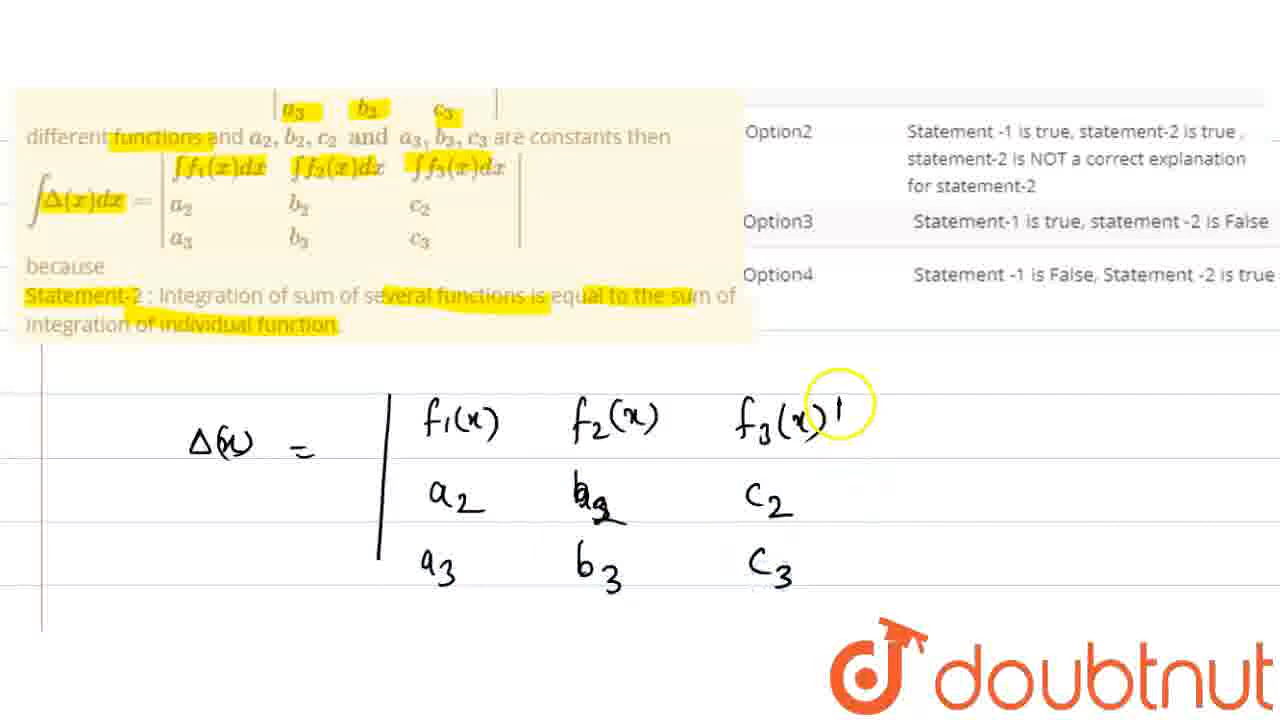 a₃ b₃ c₃
different functions and a₂, b₂, c₂ and a₃, b₃, c₃ are constants then
∫Δ(x)dx = | ∫f₁(x)dx ∫f₂(x)dx ∫f₃(x)dx |
a₂ b₂ c₂
a₃ b₃ c₃
because
Statement-2 : Integration of sum of several functions is equal to the sum of
integration of individual function.
Option2 Statement -1 is true, statement-2 is true ,
statement-2 is NOT a correct explanation
for statement-2
Option3 Statement-1 is true, statement -2 is False
Option4 Statement -1 is False, Statement -2 is true
Δ(x) = | f₁(x) f₂(x) f₃(x)
a₂ c₂
a₃ b₃ c₃
doubtnut